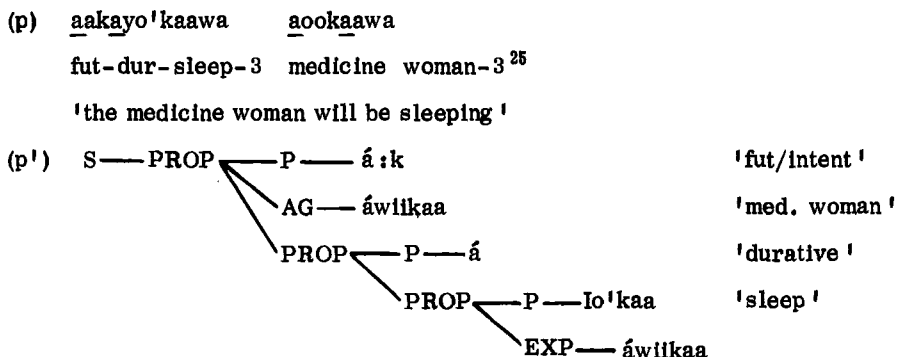 (p) aakayo'kaawa aookaawa
fut-dur-sleep-3 medicine woman-3 25
'the medicine woman will be sleeping'
(p') S—PROP—P—á:k 'fut/intent'
AG—áwiikaa 'med. woman'
PROP—P—á 'durative'
PROP—P—Io'kaa 'sleep'
EXP—áwiikaa